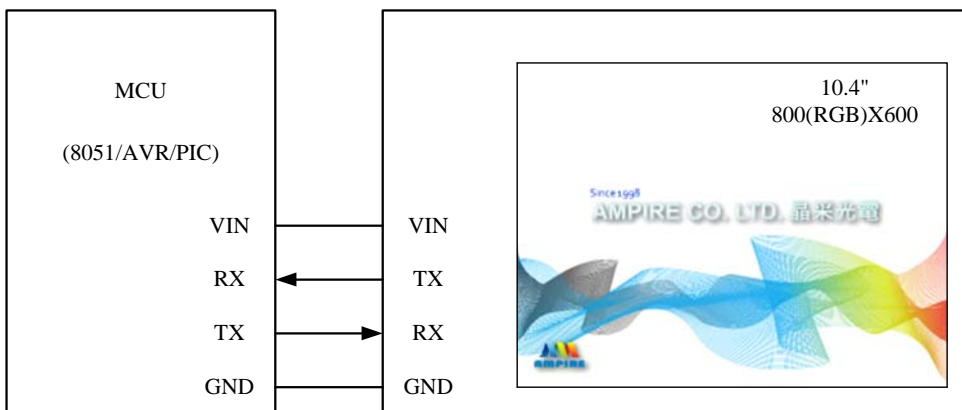 MCU
(8051/AVR/PIC)
VIN
RX
TX
GND
VIN
TX
RX
GND
10.4"
800(RGB)X600
Since1998
AMPIRE CO. LTD. 晶采光電
AMPIRE